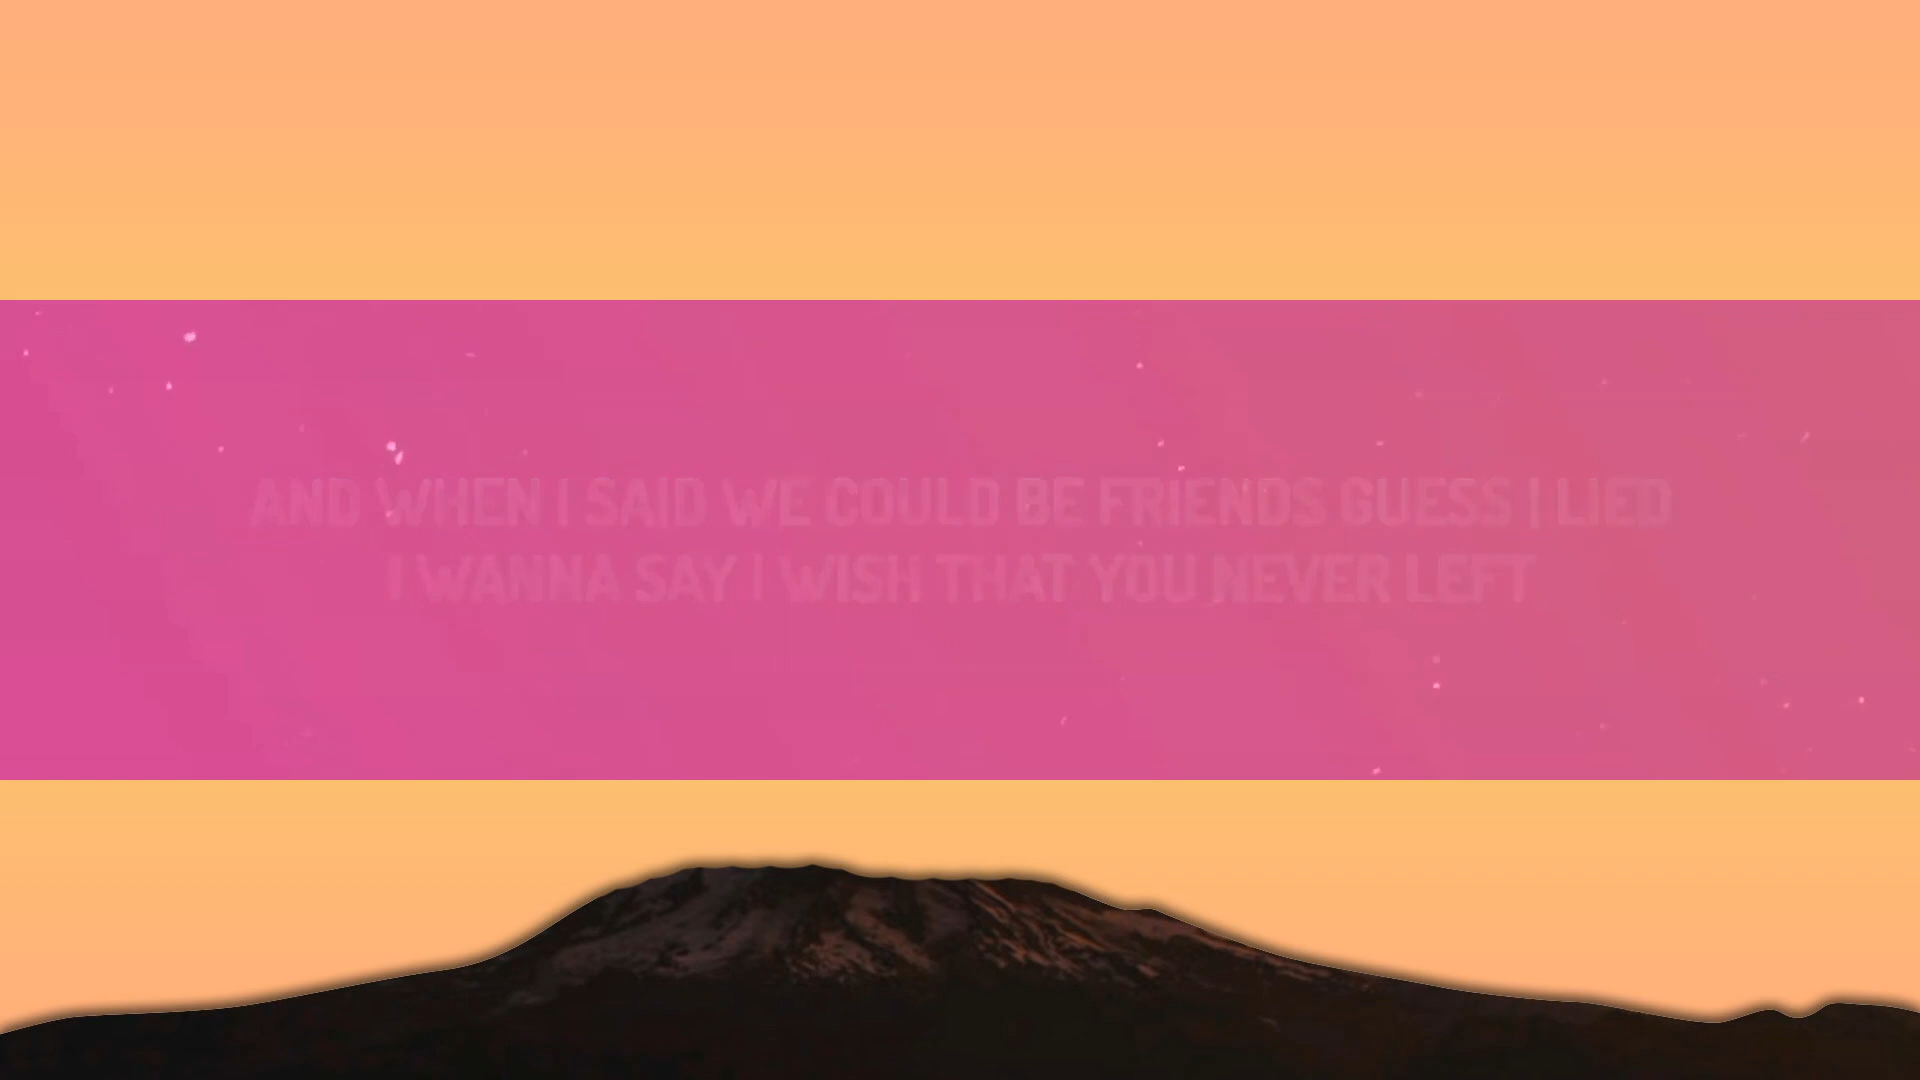 AND WHEN I SAID WE COULD BE FRIENDS GUESS I LIED
I WANNA SAY I WISH THAT YOU NEVER LEFT